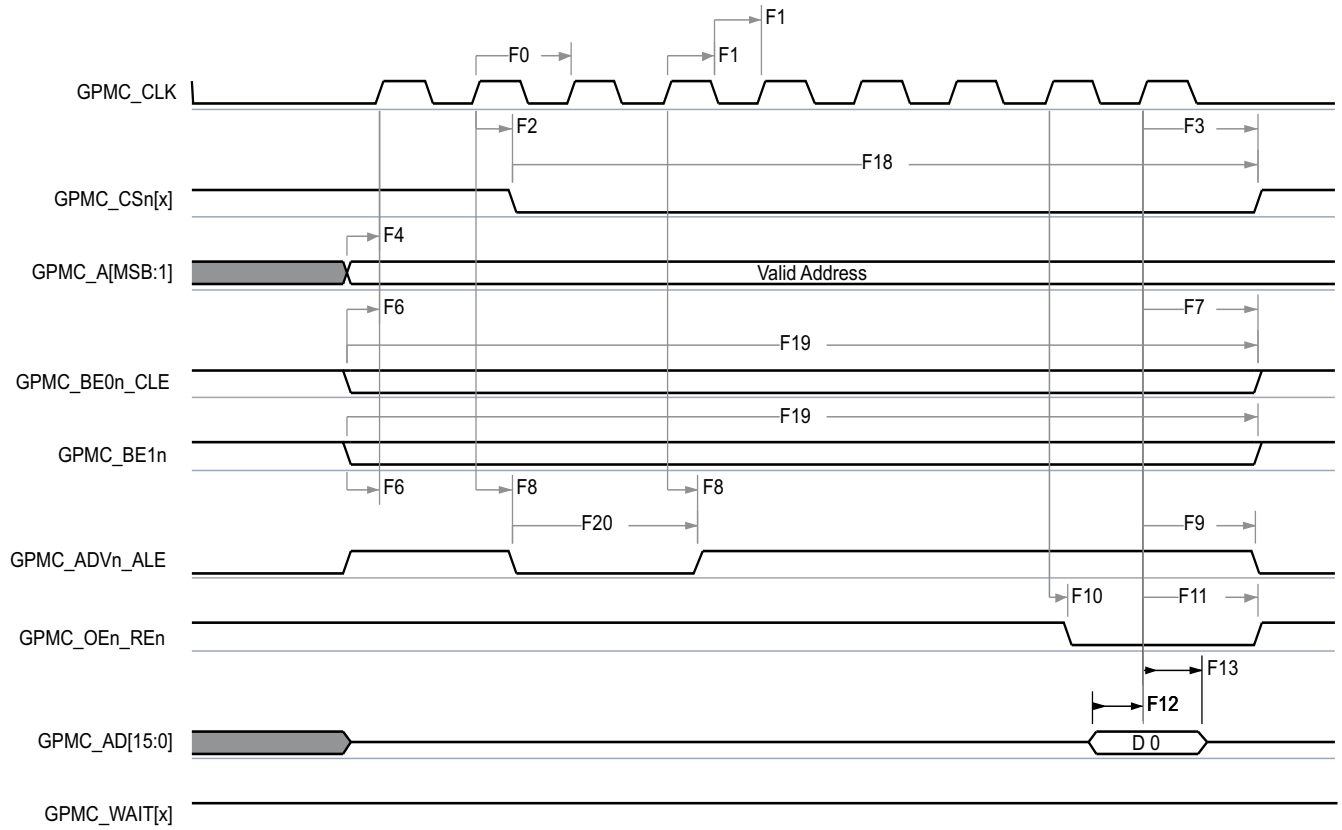 F1
F0 F1
GPMC_CLK
F2 F3
F18
GPMC_CSn[x]
F4
GPMC_A[MSB:1] Valid Address
F6 F7
F19
GPMC_BE0n_CLE
F19
GPMC_BE1n
F6 F8 F8
F20 F9
GPMC_ADVn_ALE
F10 F11
GPMC_OEn_REn
F13
F12
GPMC_AD[15:0] D 0
GPMC_WAIT[x]